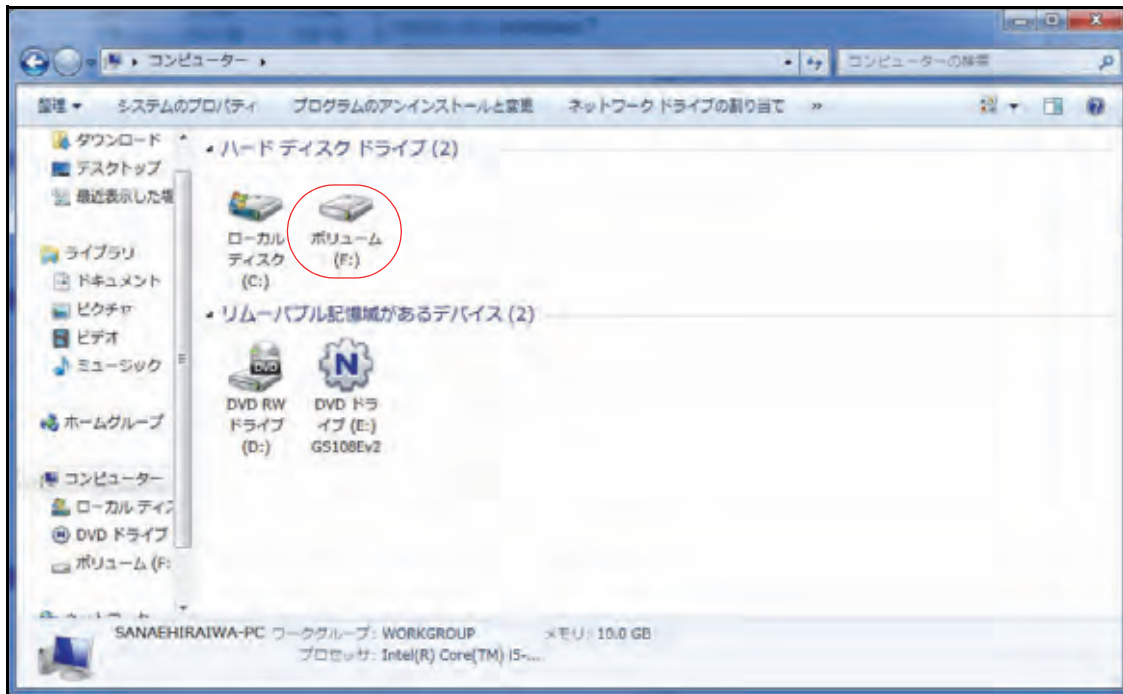 コンピューター
コンピューターの検索
整理
システムのプロパティ
プログラムのアンインストールと変更
ネットワーク ドライブの割り当て
»
ダウンロード
デスクトップ
最近表示した場
ライブラリ
ドキュメント
ピクチャ
ビデオ
ミュージック
ホームグループ
コンピューター
ローカル ディス
DVD ドライブ
ボリューム (F:
ハード ディスク ドライブ (2)
ローカル
ディスク
(C:)
ボリューム
(F:)
リムーバブル記憶域があるデバイス (2)
DVD
DVD RW
ドライブ
(D:)
N
DVD ドラ
イブ (E:)
GS108Ev2
SANAEHIRAIWA-PC ワークグループ: WORKGROUP メモリ: 10.0 GB
プロセッサ: Intel(R) Core(TM) i5-...